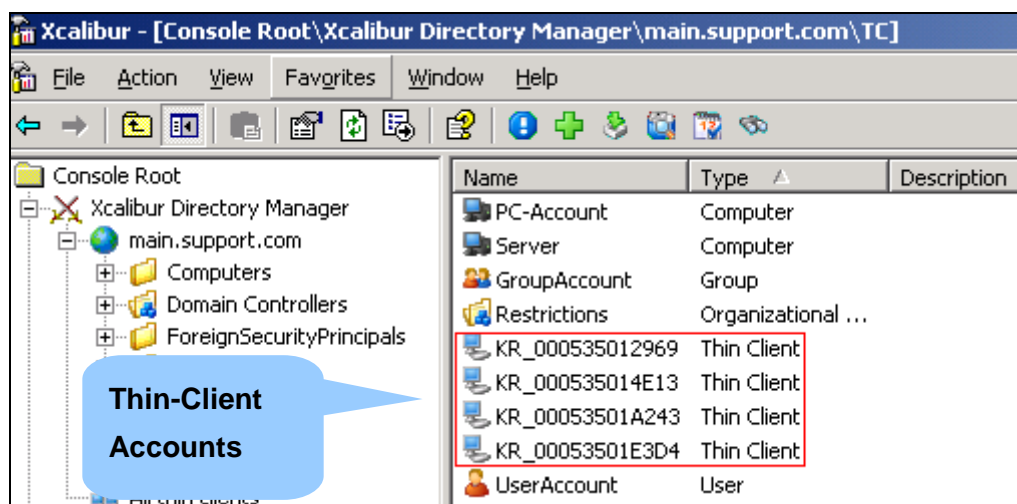 Xcalibur - [Console Root\Xcalibur Directory Manager\main.support.com\TC]
File Action View Favorites Window Help
Console Root
Xcalibur Directory Manager
main.support.com
Computers
Domain Controllers
ForeignSecurityPrincipals
Thin-Client
Accounts
All thin clients
Name Type Description
PC-Account Computer
Server Computer
GroupAccount Group
Restrictions Organizational ...
KR_000535012969 Thin Client
KR_000535014E13 Thin Client
KR_00053501A243 Thin Client
KR_00053501E3D4 Thin Client
UserAccount User